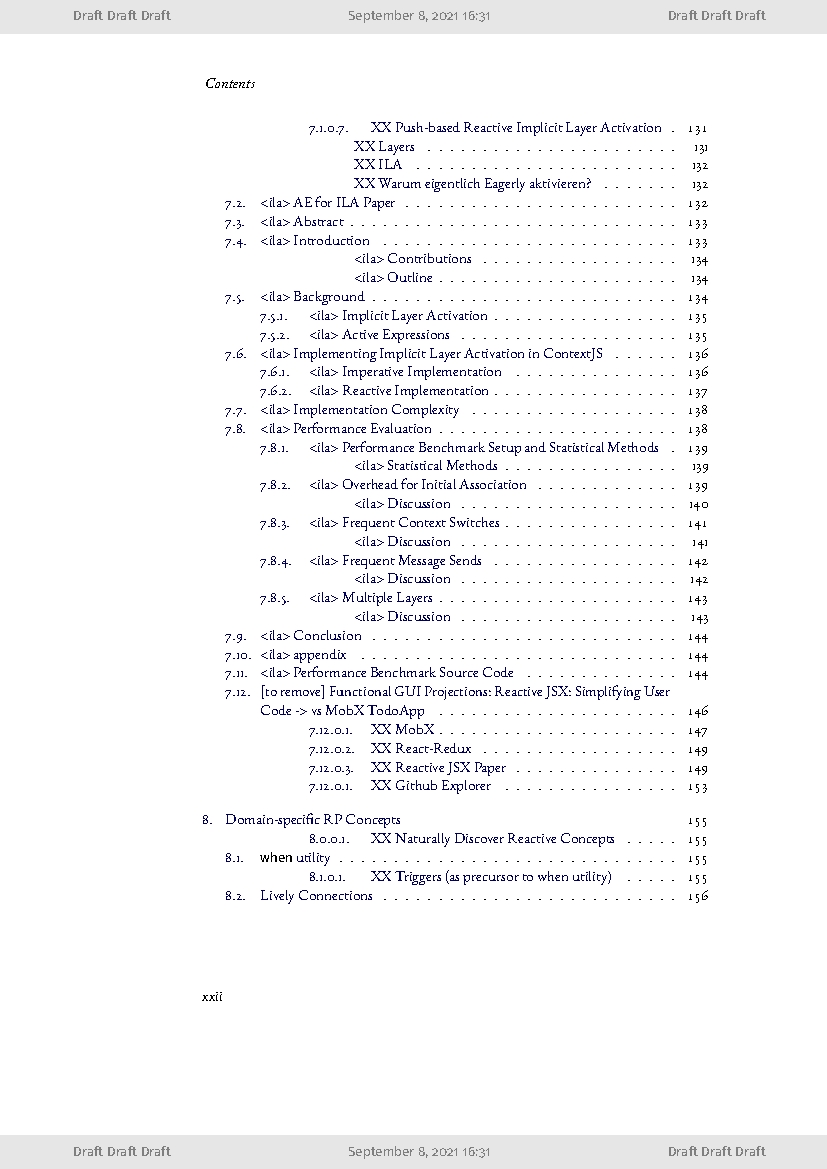 Draft Draft Draft September 8, 2021 16:31 Draft Draft Draft
Contents
7.1.0.7. XX Push-based Reactive Implicit Layer Activation . 131
XX Layers . . . . . . . . . . . . . . . . . . . . . . . 131
XX ILA . . . . . . . . . . . . . . . . . . . . . . . . 132
XX Warum eigentlich Eagerly aktivieren? . . . . . . . 132
7.2. <ila> AE for ILA Paper . . . . . . . . . . . . . . . . . . . . . . . . . 132
7.3. <ila> Abstract . . . . . . . . . . . . . . . . . . . . . . . . . . . . . . 133
7.4. <ila> Introduction . . . . . . . . . . . . . . . . . . . . . . . . . . . 133
<ila> Contributions . . . . . . . . . . . . . . . . . . 134
<ila> Outline . . . . . . . . . . . . . . . . . . . . . . 134
7.5. <ila> Background . . . . . . . . . . . . . . . . . . . . . . . . . . . . 134
7.5.1. <ila> Implicit Layer Activation . . . . . . . . . . . . . . . . . 135
7.5.2. <ila> Active Expressions . . . . . . . . . . . . . . . . . . . . 135
7.6. <ila> Implementing Implicit Layer Activation in ContextJS . . . . . . 136
7.6.1. <ila> Imperative Implementation . . . . . . . . . . . . . . . 136
7.6.2. <ila> Reactive Implementation . . . . . . . . . . . . . . . . . 137
7.7. <ila> Implementation Complexity . . . . . . . . . . . . . . . . . . . 138
7.8. <ila> Performance Evaluation . . . . . . . . . . . . . . . . . . . . . . 138
7.8.1. <ila> Performance Benchmark Setup and Statistical Methods . 139
<ila> Statistical Methods . . . . . . . . . . . . . . . . 139
7.8.2. <ila> Overhead for Initial Association . . . . . . . . . . . . . 139
<ila> Discussion . . . . . . . . . . . . . . . . . . . . 140
7.8.3. <ila> Frequent Context Switches . . . . . . . . . . . . . . . . 141
<ila> Discussion . . . . . . . . . . . . . . . . . . . . 141
7.8.4. <ila> Frequent Message Sends . . . . . . . . . . . . . . . . . 142
<ila> Discussion . . . . . . . . . . . . . . . . . . . . 142
7.8.5. <ila> Multiple Layers . . . . . . . . . . . . . . . . . . . . . . 143
<ila> Discussion . . . . . . . . . . . . . . . . . . . . 143
7.9. <ila> Conclusion . . . . . . . . . . . . . . . . . . . . . . . . . . . . 144
7.10. <ila> appendix . . . . . . . . . . . . . . . . . . . . . . . . . . . . . 144
7.11. <ila> Performance Benchmark Source Code . . . . . . . . . . . . . . 144
7.12. [to remove] Functional GUI Projections: Reactive JSX: Simplifying User
Code -> vs MobX TodoApp . . . . . . . . . . . . . . . . . . . . . . 146
7.12.0.1. XX MobX . . . . . . . . . . . . . . . . . . . . . . 147
7.12.0.2. XX React-Redux . . . . . . . . . . . . . . . . . . 149
7.12.0.3. XX Reactive JSX Paper . . . . . . . . . . . . . . . 149
7.12.0.1. XX Github Explorer . . . . . . . . . . . . . . . . 153
8. Domain-specific RP Concepts 155
8.0.0.1. XX Naturally Discover Reactive Concepts . . . . . 155
8.1. when utility . . . . . . . . . . . . . . . . . . . . . . . . . . . . . . . 155
8.1.0.1. XX Triggers (as precursor to when utility) . . . . . 155
8.2. Lively Connections . . . . . . . . . . . . . . . . . . . . . . . . . . . 156
xxii
Draft Draft Draft September 8, 2021 16:31 Draft Draft Draft